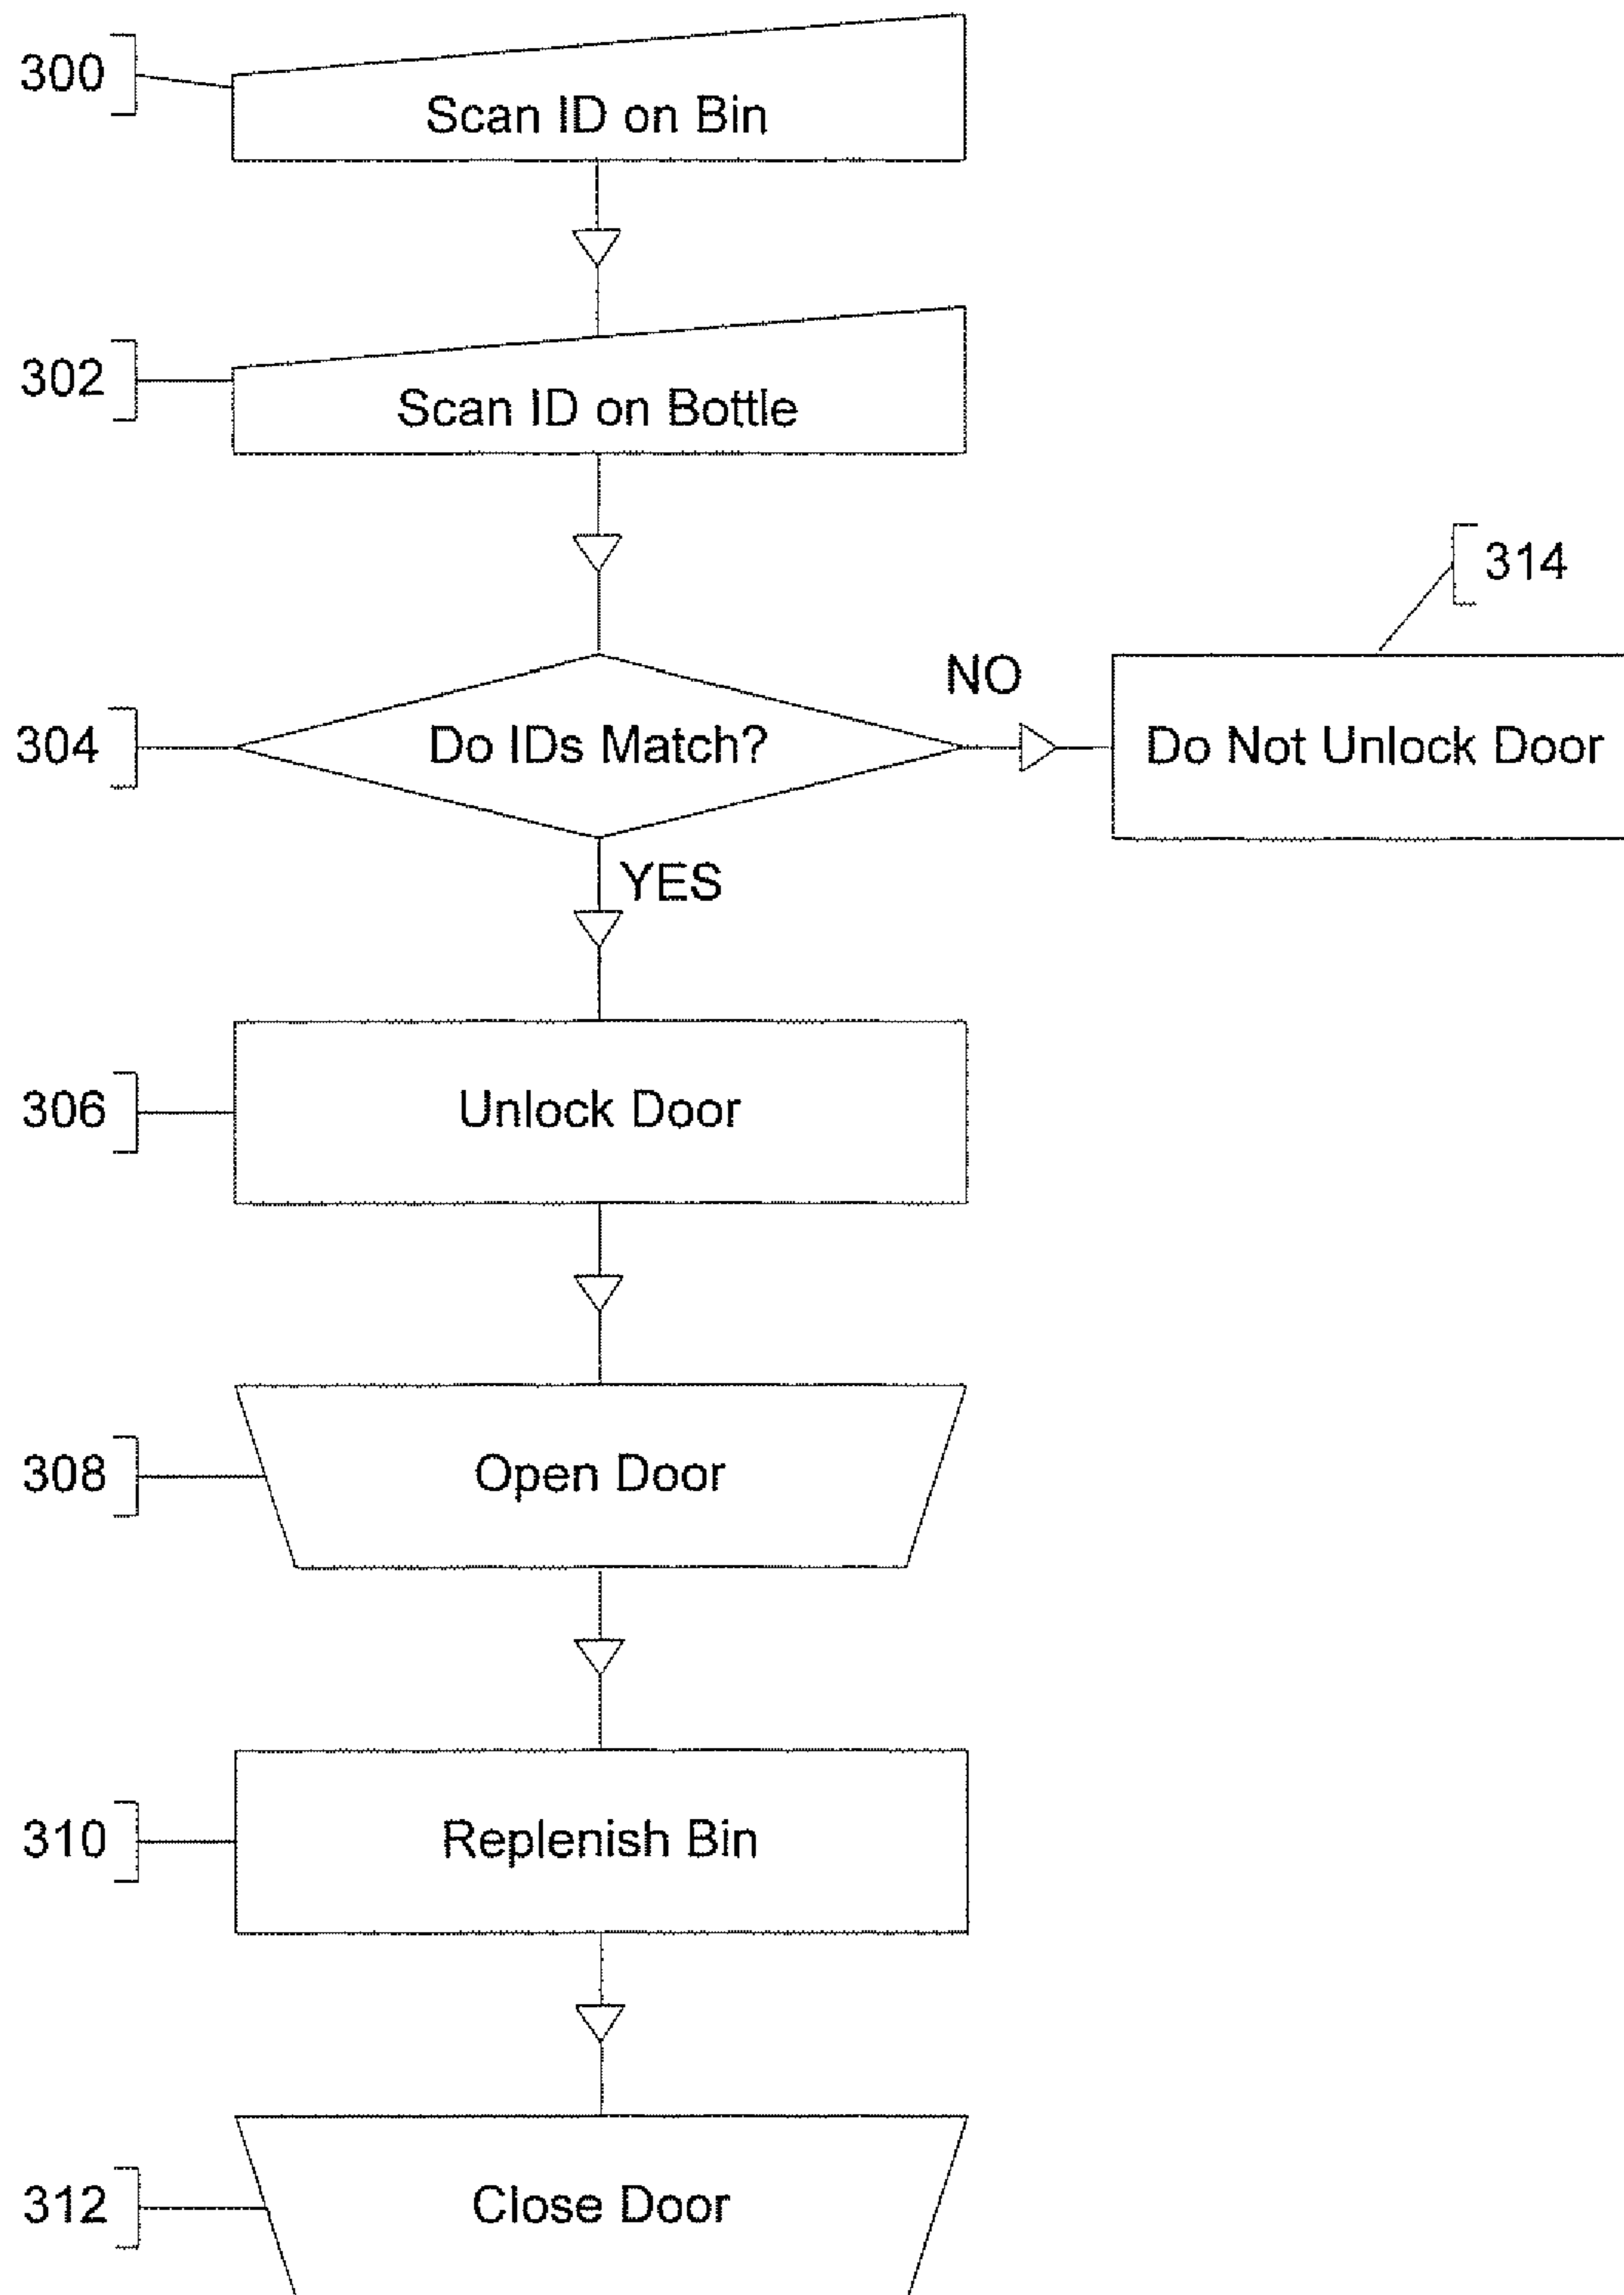 300
Scan ID on Bin
302
Scan ID on Bottle
314
304
Do IDs Match?
NO
Do Not Unlock Door
YES
306
Unlock Door
308
Open Door
310
Replenish Bin
312
Close Door